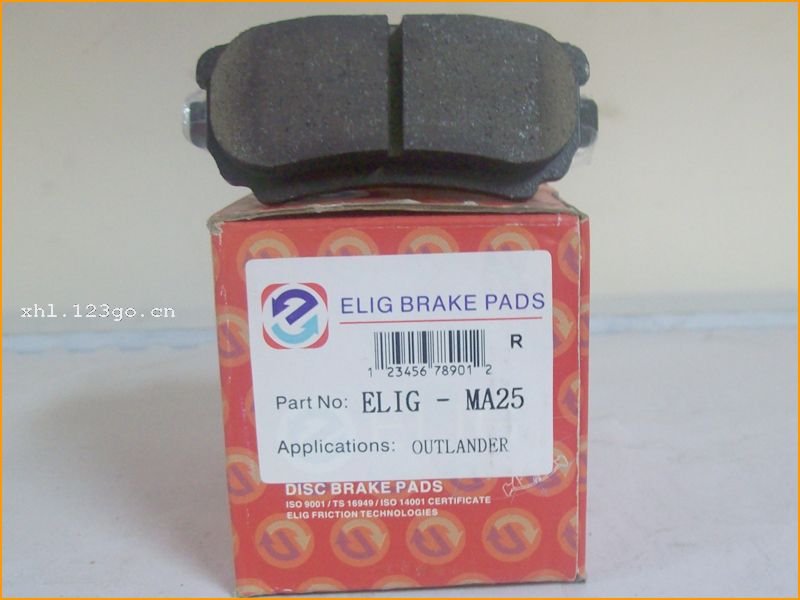 xhl.123go.cn
ELIG BRAKE PADS
R
1 23456 78901 2
Part No: ELIG - MA25
Applications: OUTLANDER
DISC BRAKE PADS
ISO 9001 / TS 16949 / ISO 14001 CERTIFICATE
ELIG FRICTION TECHNOLOGIES